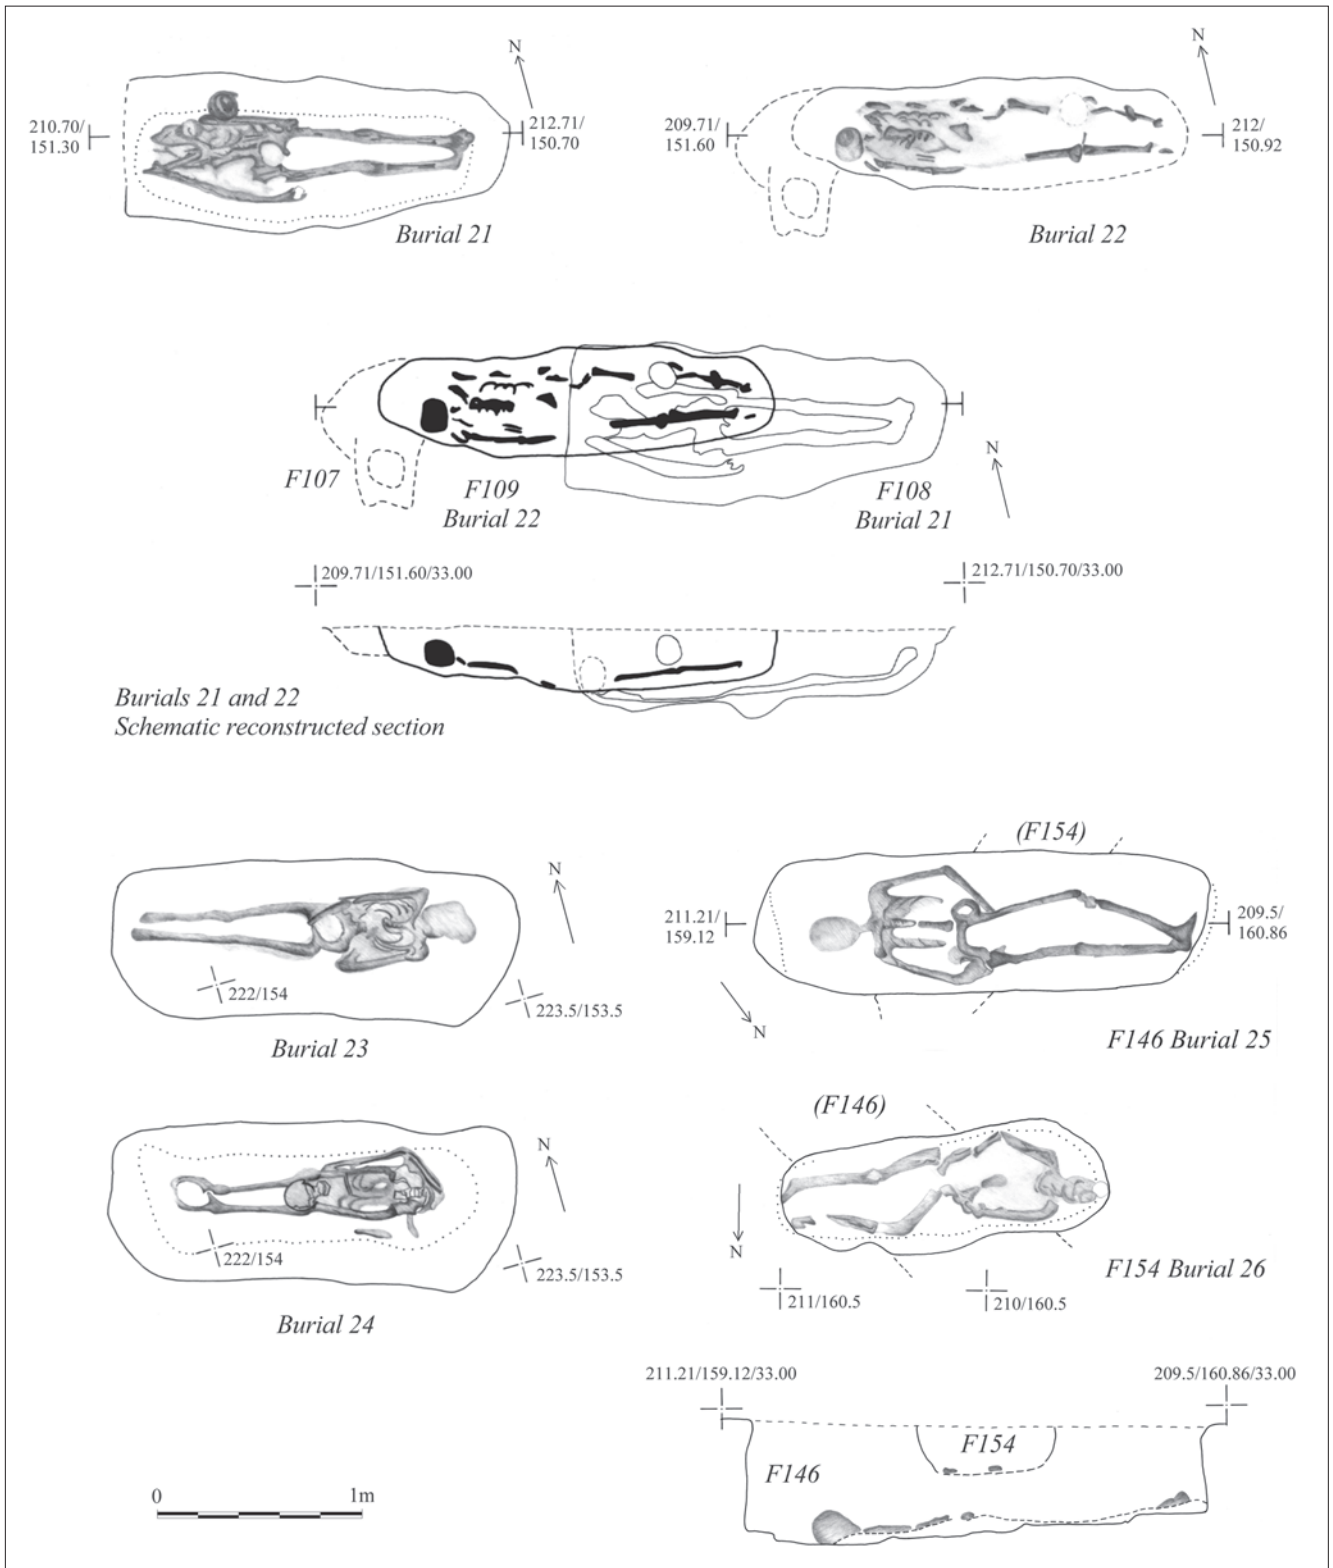 N
210.70/
151.30
212.71/
150.70
Burial 21
N
209.71/
151.60
212/
150.92
Burial 22
F107
F109
Burial 22
F108
Burial 21
N
209.71/151.60/33.00
212.71/150.70/33.00
Burials 21 and 22
Schematic reconstructed section
N
222/154
223.5/153.5
Burial 23
(F154)
211.21/
159.12
209.5/
160.86
N
F146 Burial 25
N
222/154
223.5/153.5
Burial 24
(F146)
N
F154 Burial 26
211/160.5
210/160.5
211.21/159.12/33.00
209.5/160.86/33.00
F154
F146
0
1m